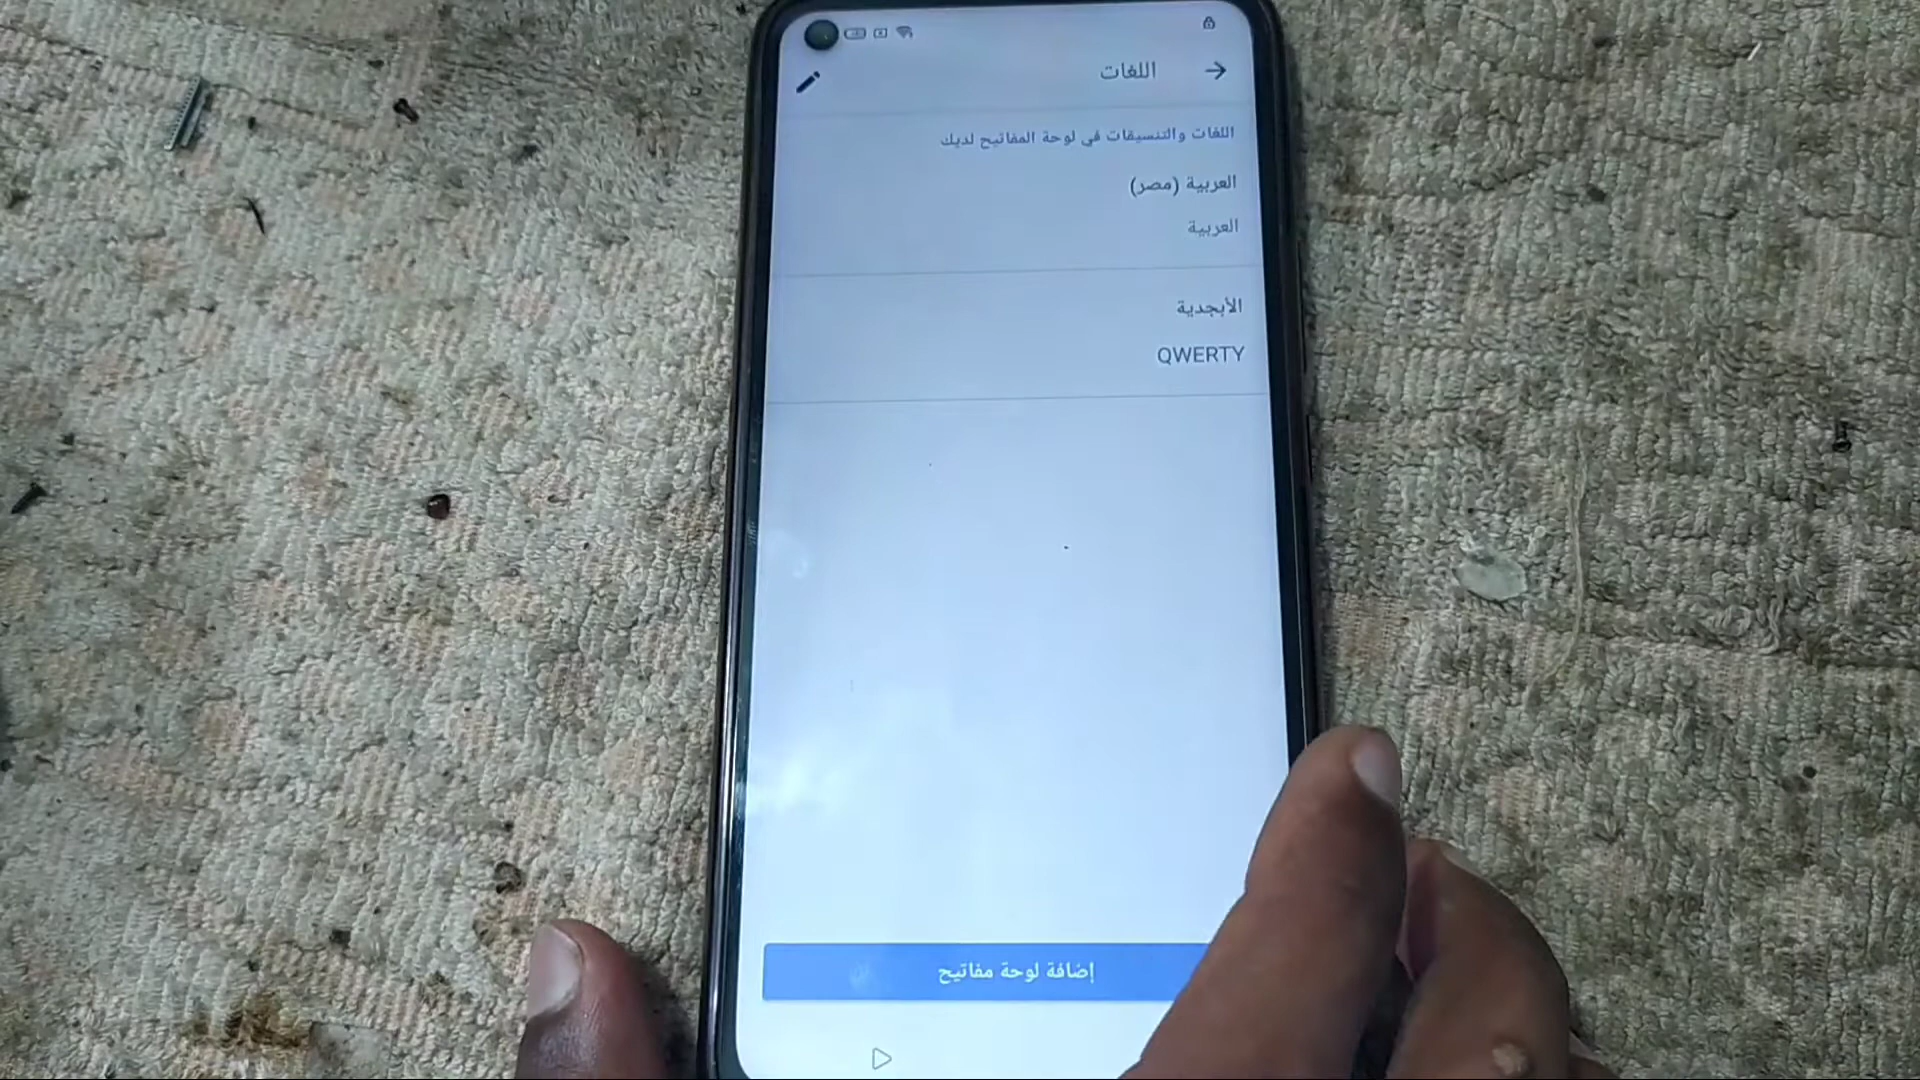 اللغات
اللغات والتنسيقات في لوحة المفاتيح لديك
العربية (مصر)
العربية
الأبجدية
QWERTY
إضافة لوحة مفاتيح